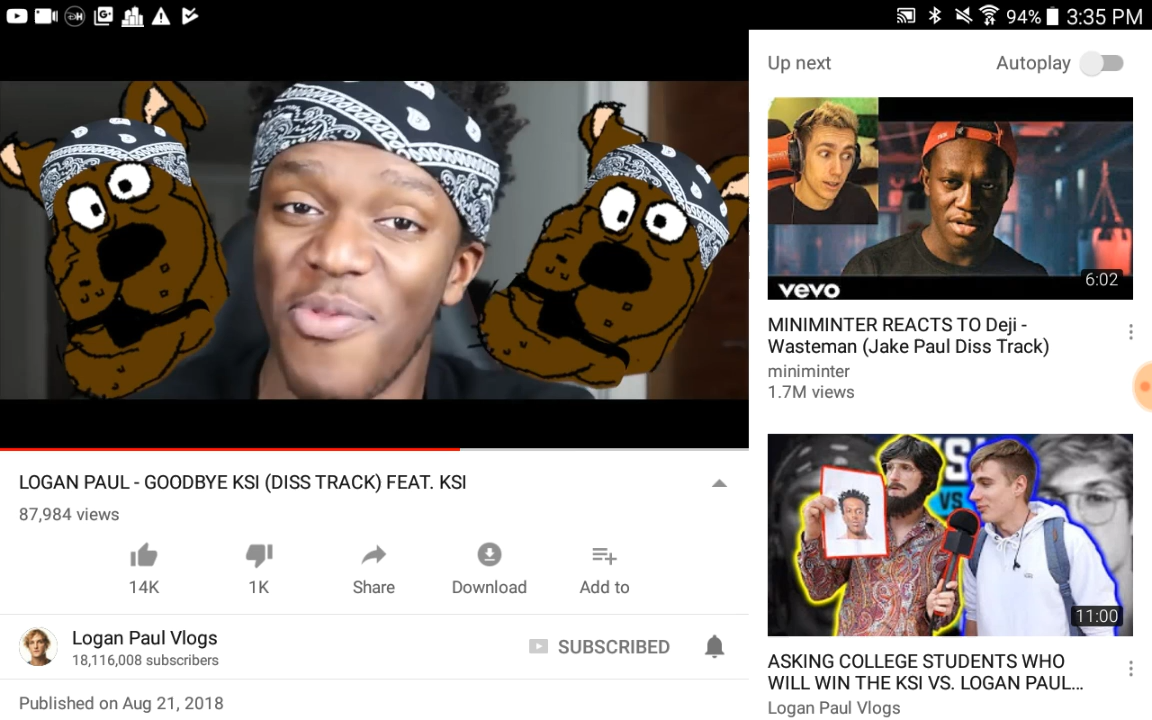 94% 3:35 PM
Up next
Autoplay
vevo
6:02
MINIMINTER REACTS TO Deji -
Wasteman (Jake Paul Diss Track)
miniminter
1.7M views
LOGAN PAUL - GOODBYE KSI (DISS TRACK) FEAT. KSI
87,984 views
14K
1K
Share
Download
Add to
Logan Paul Vlogs
18,116,008 subscribers
SUBSCRIBED
Published on Aug 21, 2018
VS
11:00
ASKING COLLEGE STUDENTS WHO
WILL WIN THE KSI VS. LOGAN PAUL...
Logan Paul Vlogs